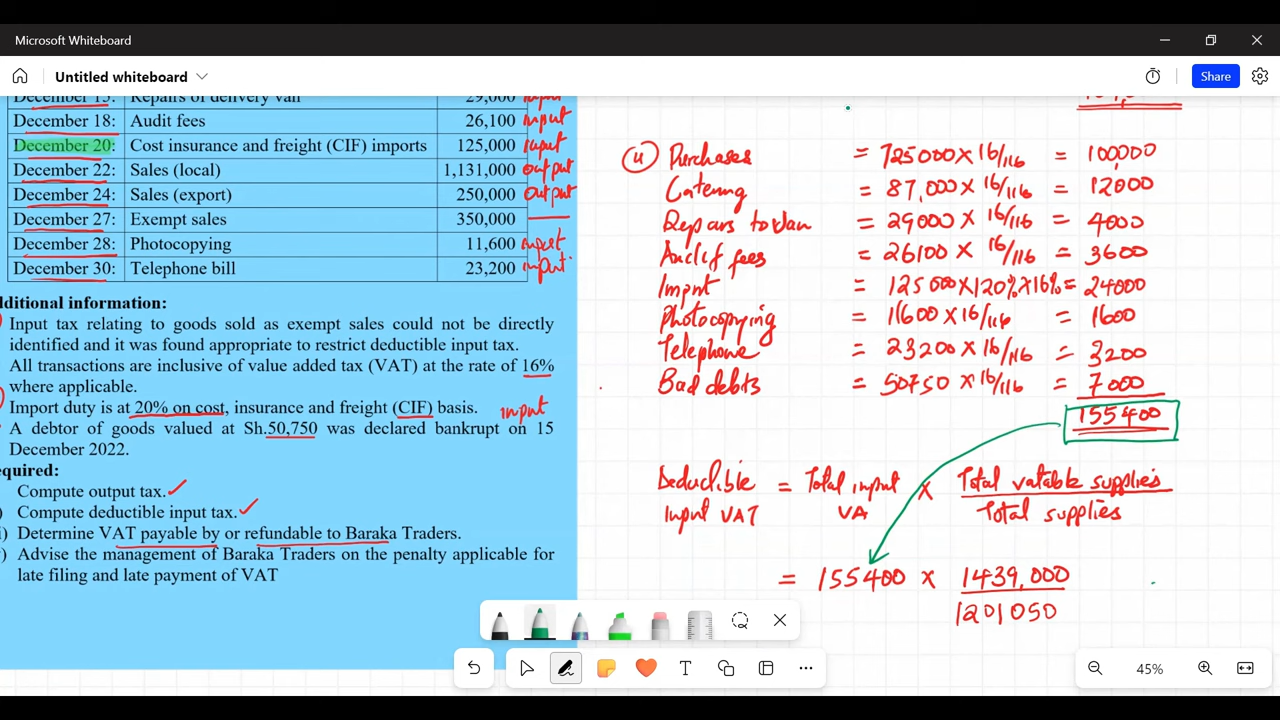 Microsoft Whiteboard
Untitled whiteboard
Share
December 15: Repairs of delivery van 29,000 input
December 18: Audit fees 26,100 input
December 20: Cost insurance and freight (CIF) imports 125,000 input
December 22: Sales (local) 1,131,000 output
December 24: Sales (export) 250,000 output
December 27: Exempt sales 350,000
December 28: Photocopying 11,600 input
December 30: Telephone bill 23,200 input
dditional information:
Input tax relating to goods sold as exempt sales could not be directly
identified and it was found appropriate to restrict deductible input tax.
All transactions are inclusive of value added tax (VAT) at the rate of 16%
where applicable.
Import duty is at 20% on cost, insurance and freight (CIF) basis. input
A debtor of goods valued at Sh.50,750 was declared bankrupt on 15
December 2022.
equired:
Compute output tax.
) Compute deductible input tax.
i) Determine VAT payable by or refundable to Baraka Traders.
) Advise the management of Baraka Traders on the penalty applicable for
late filing and late payment of VAT
ii Purchases = 725000 X 16/116 = 100,000
Catering = 87,000 X 16/116 = 12000
Repairs to Van = 29000 X 16/116 = 4000
Audit fees = 26100 X 16/116 = 3600
Import = 125000X120%X16% = 24000
Photocopying = 11600 X 16/116 = 1600
Telephone = 23200 X 16/116 = 3200
Bad debts = 50750 X 16/116 = 7000
155400
Deductible = Total input X Total vatable supplies
Input VAT VA Total supplies
= 155400 X 1439,000
1201050
45%